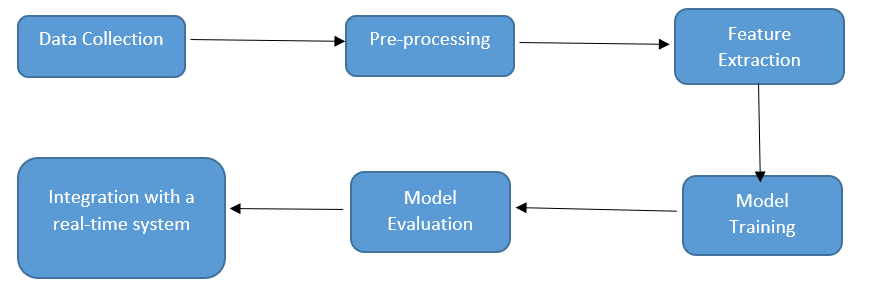 Data Collection
Pre-processing
Feature
Extraction
Model
Training
Model
Evaluation
Integration with a
real-time system